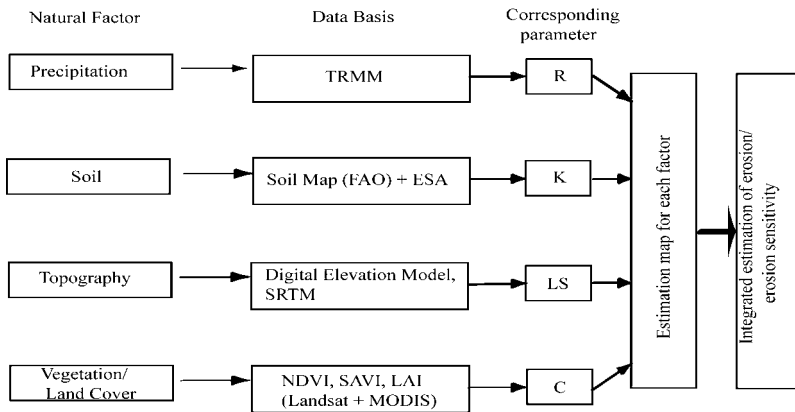 Natural Factor
Data Basis
Corresponding
parameter
Precipitation
TRMM
R
Soil
Soil Map (FAO) + ESA
K
Topography
Digital Elevation Model,
SRTM
LS
Vegetation/
Land Cover
NDVI, SAVI, LAI
(Landsat + MODIS)
C
Estimation map for each factor
Integrated estimation of erosion/
erosion sensitivity